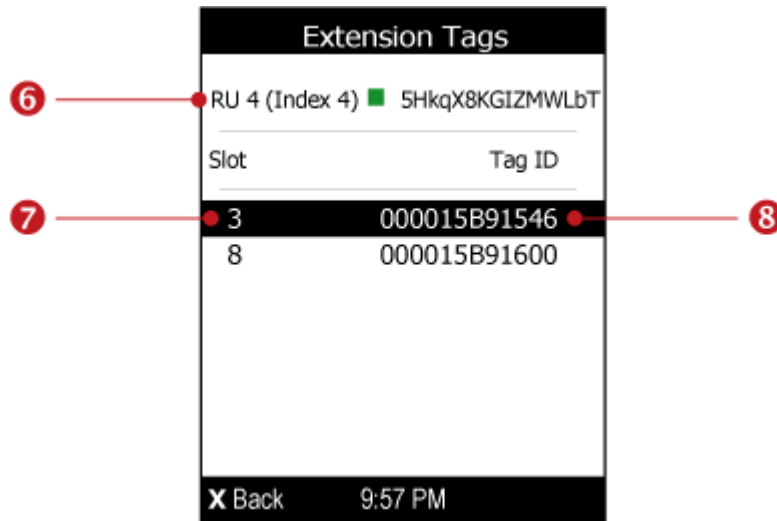 Extension Tags
6 RU 4 (Index 4) 5HkqX8KGIZMWLbT
Slot Tag ID
7 3 000015B91546 8
8 000015B91600
X Back 9:57 PM